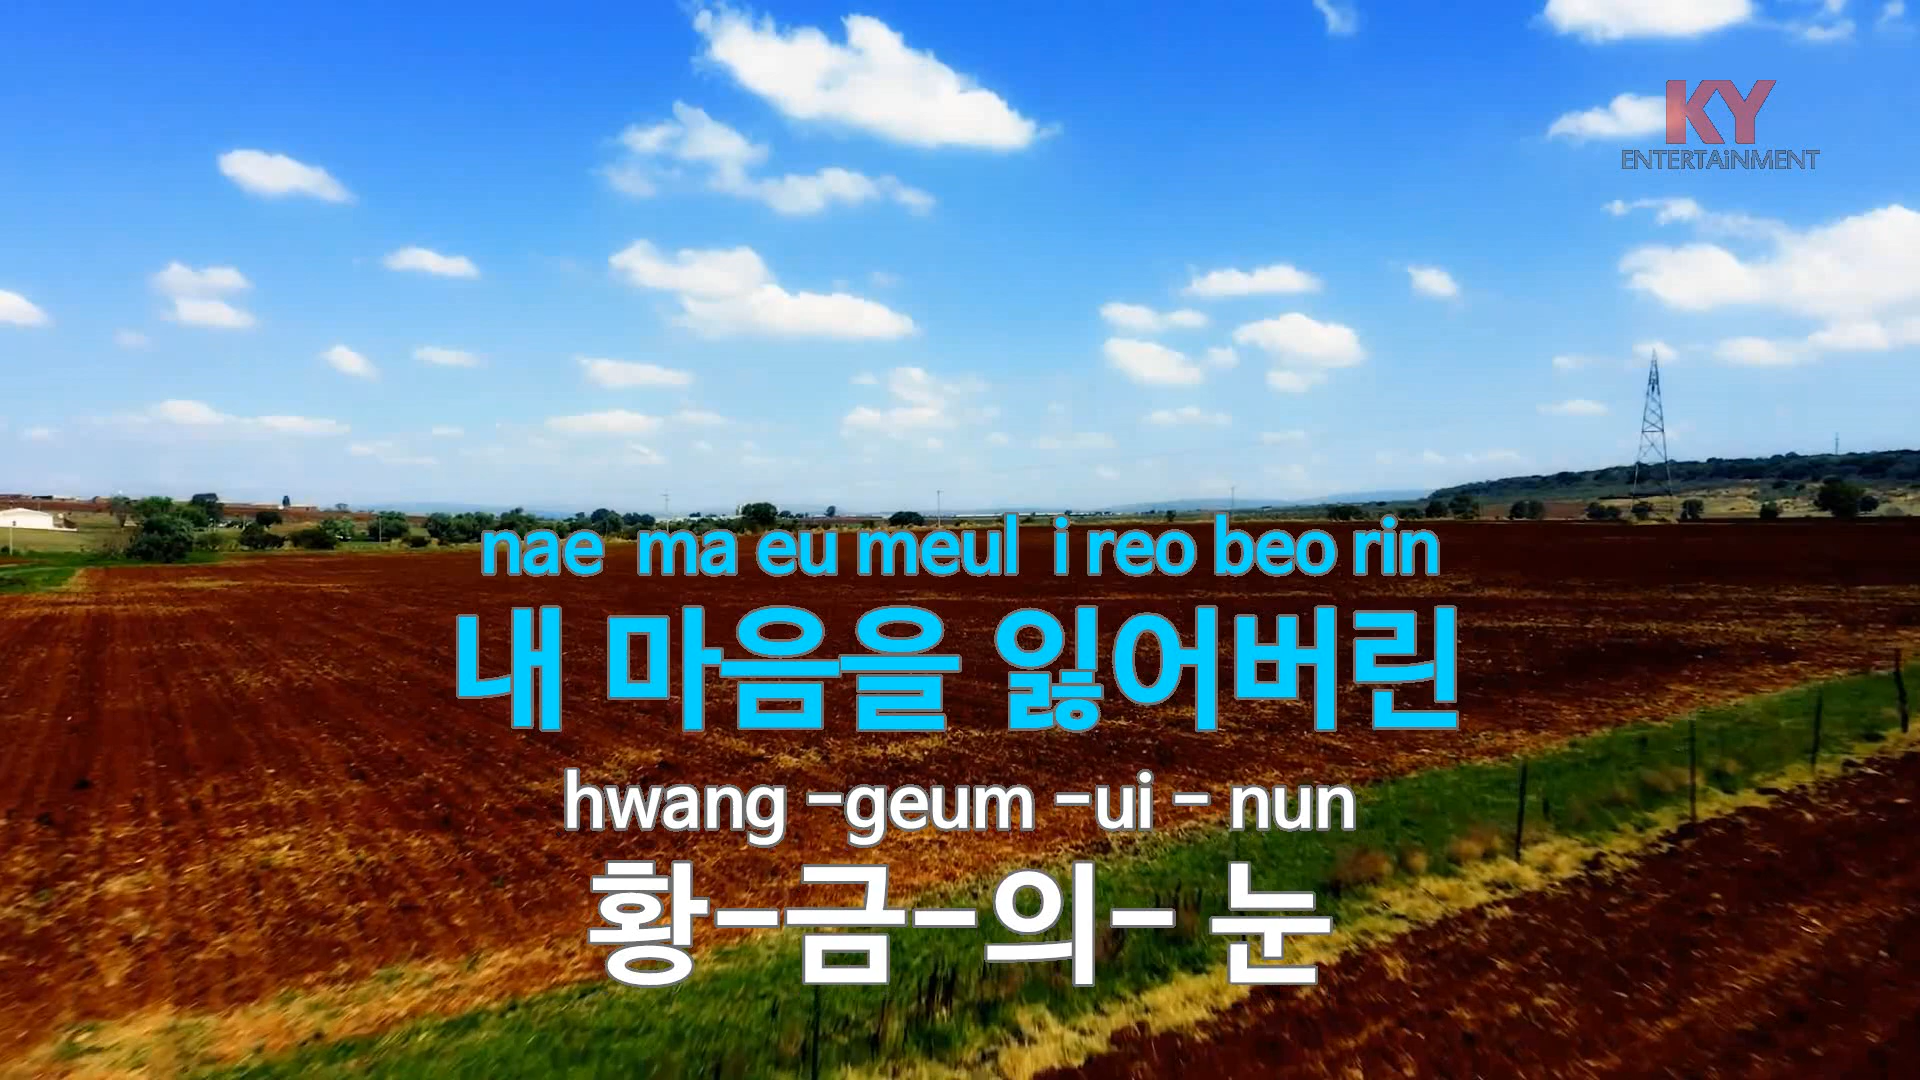 KY
ENTERTAiNMENT
nae ma eu meul i reo beo rin
내 마음을 잃어버린
hwang -geum -ui - nun
황-금-의- 눈